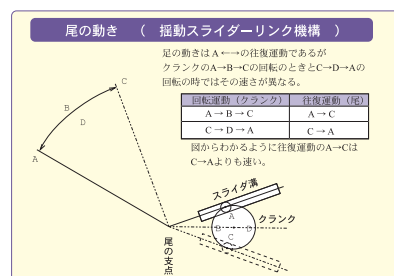 尾の動き （ 揺動スライダーリンク機構 ）
足の動きはA←→の往復運動であるが
クランクのA→B→Cの回転のときとC→D→Aの
回転の時ではその速さが異なる。
回転運動（クランク） 往復運動（尾）
A→B→C A→C
C→D→A C→A
図からわかるように往復運動のA→Cは
C→Aよりも速い。
C
B
D
A
スライダ溝
クランク
A
B D
C
尾の支点